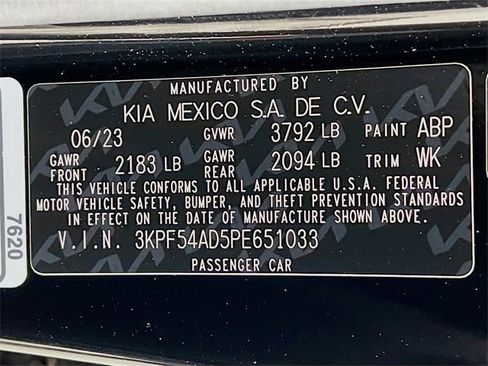 MANUFACTURED BY
KIA MEXICO S.A. DE C.V.
06/23 GVWR 3792 LB PAINT ABP
GAWR FRONT 2183 LB GAWR REAR 2094 LB TRIM WK
THIS VEHICLE CONFORMS TO ALL APPLICABLE U.S.A. FEDERAL
MOTOR VEHICLE SAFETY, BUMPER, AND THEFT PREVENTION STANDARDS
IN EFFECT ON THE DATE OF MANUFACTURE SHOWN ABOVE.
V.I.N. 3KPF54AD5PE651033
PASSENGER CAR
7620